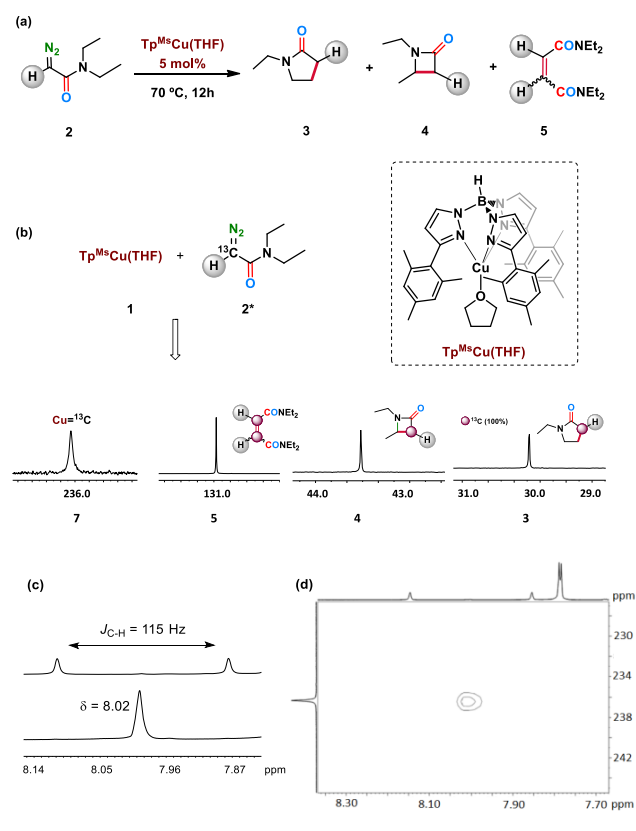 (a)
N2
H
N
O
2
TpMsCu(THF)
5 mol%
70 ºC, 12h
O
N
H
3
+
N
O
H
4
+
H
CONEt2
H
CONEt2
5
(b)
TpMsCu(THF)
1
+
N2
13
C
H
N
O
2*
H
B
N
N
N
N
N
N
Cu
O
TpMsCu(THF)
Cu=13C
236.0
7
H
CONEt2
H
CONEt2
131.0
5
N
O
H
44.0
43.0
4
13C (100%)
O
N
H
31.0
30.0
29.0
3
(c)
JC-H = 115 Hz
δ = 8.02
8.14
8.05
7.96
7.87
ppm
(d)
ppm
230
234
238
242
8.30
8.10
7.90
7.70
ppm